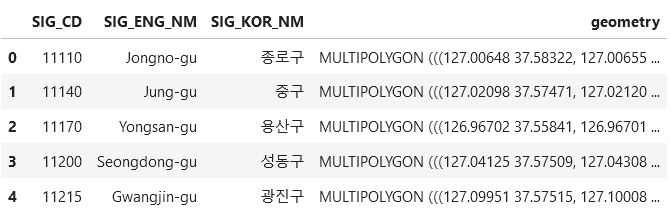 SIG_CD SIG_ENG_NM SIG_KOR_NM geometry
0 11110 Jongno-gu 종로구 MULTIPOLYGON (((127.00648 37.58322, 127.00655 ...
1 11140 Jung-gu 중구 MULTIPOLYGON (((127.02098 37.57471, 127.02120 ...
2 11170 Yongsan-gu 용산구 MULTIPOLYGON (((126.96702 37.55841, 126.96701 ...
3 11200 Seongdong-gu 성동구 MULTIPOLYGON (((127.04125 37.57509, 127.04308 ...
4 11215 Gwangjin-gu 광진구 MULTIPOLYGON (((127.09951 37.57515, 127.10008 ...